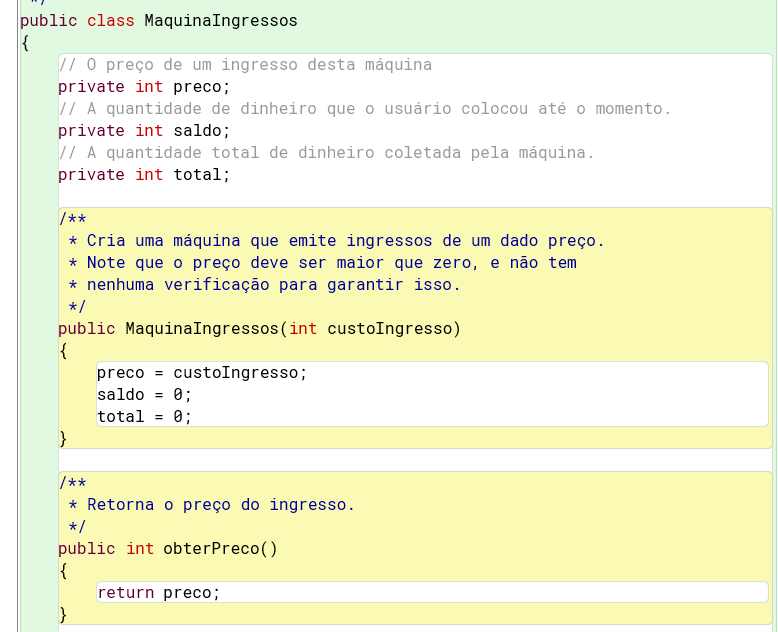 */
public class MaquinaIngressos
{
// O preço de um ingresso desta máquina
private int preco;
// A quantidade de dinheiro que o usuário colocou até o momento.
private int saldo;
// A quantidade total de dinheiro coletada pela máquina.
private int total;
/**
* Cria uma máquina que emite ingressos de um dado preço.
* Note que o preço deve ser maior que zero, e não tem
* nenhuma verificação para garantir isso.
*/
public MaquinaIngressos(int custoIngresso)
{
preco = custoIngresso;
saldo = 0;
total = 0;
}
/**
* Retorna o preço do ingresso.
*/
public int obterPreco()
{
return preco;
}